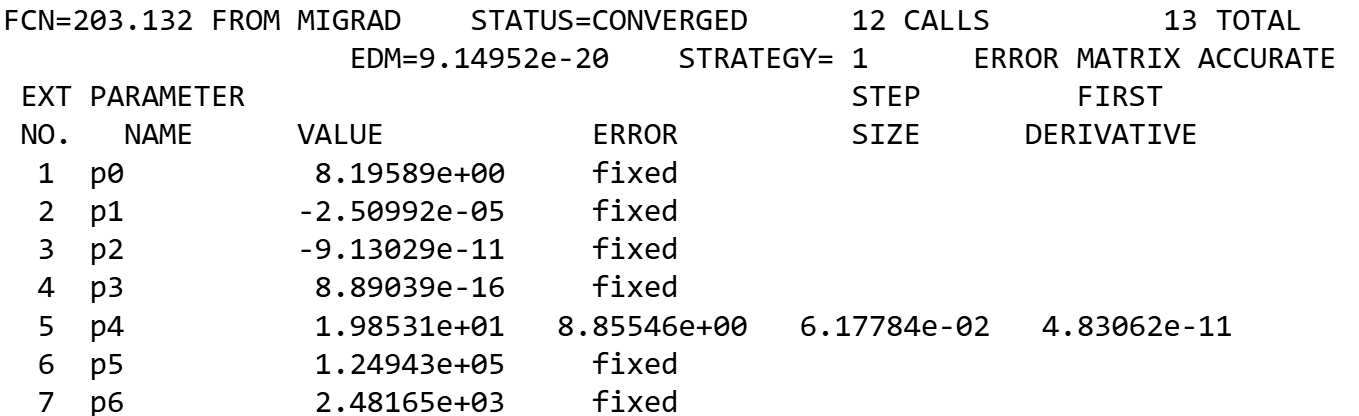 FCN=203.132 FROM MIGRAD    STATUS=CONVERGED      12 CALLS          13 TOTAL
                    EDM=9.14952e-20    STRATEGY= 1      ERROR MATRIX ACCURATE
 EXT PARAMETER                                   STEP         FIRST
 NO.   NAME      VALUE            ERROR          SIZE      DERIVATIVE
  1  p0           8.19589e+00     fixed
  2  p1          -2.50992e-05     fixed
  3  p2          -9.13029e-11     fixed
  4  p3           8.89039e-16     fixed
  5  p4           1.98531e+01   8.85546e+00   6.17784e-02   4.83062e-11
  6  p5           1.24943e+05     fixed
  7  p6           2.48165e+03     fixed